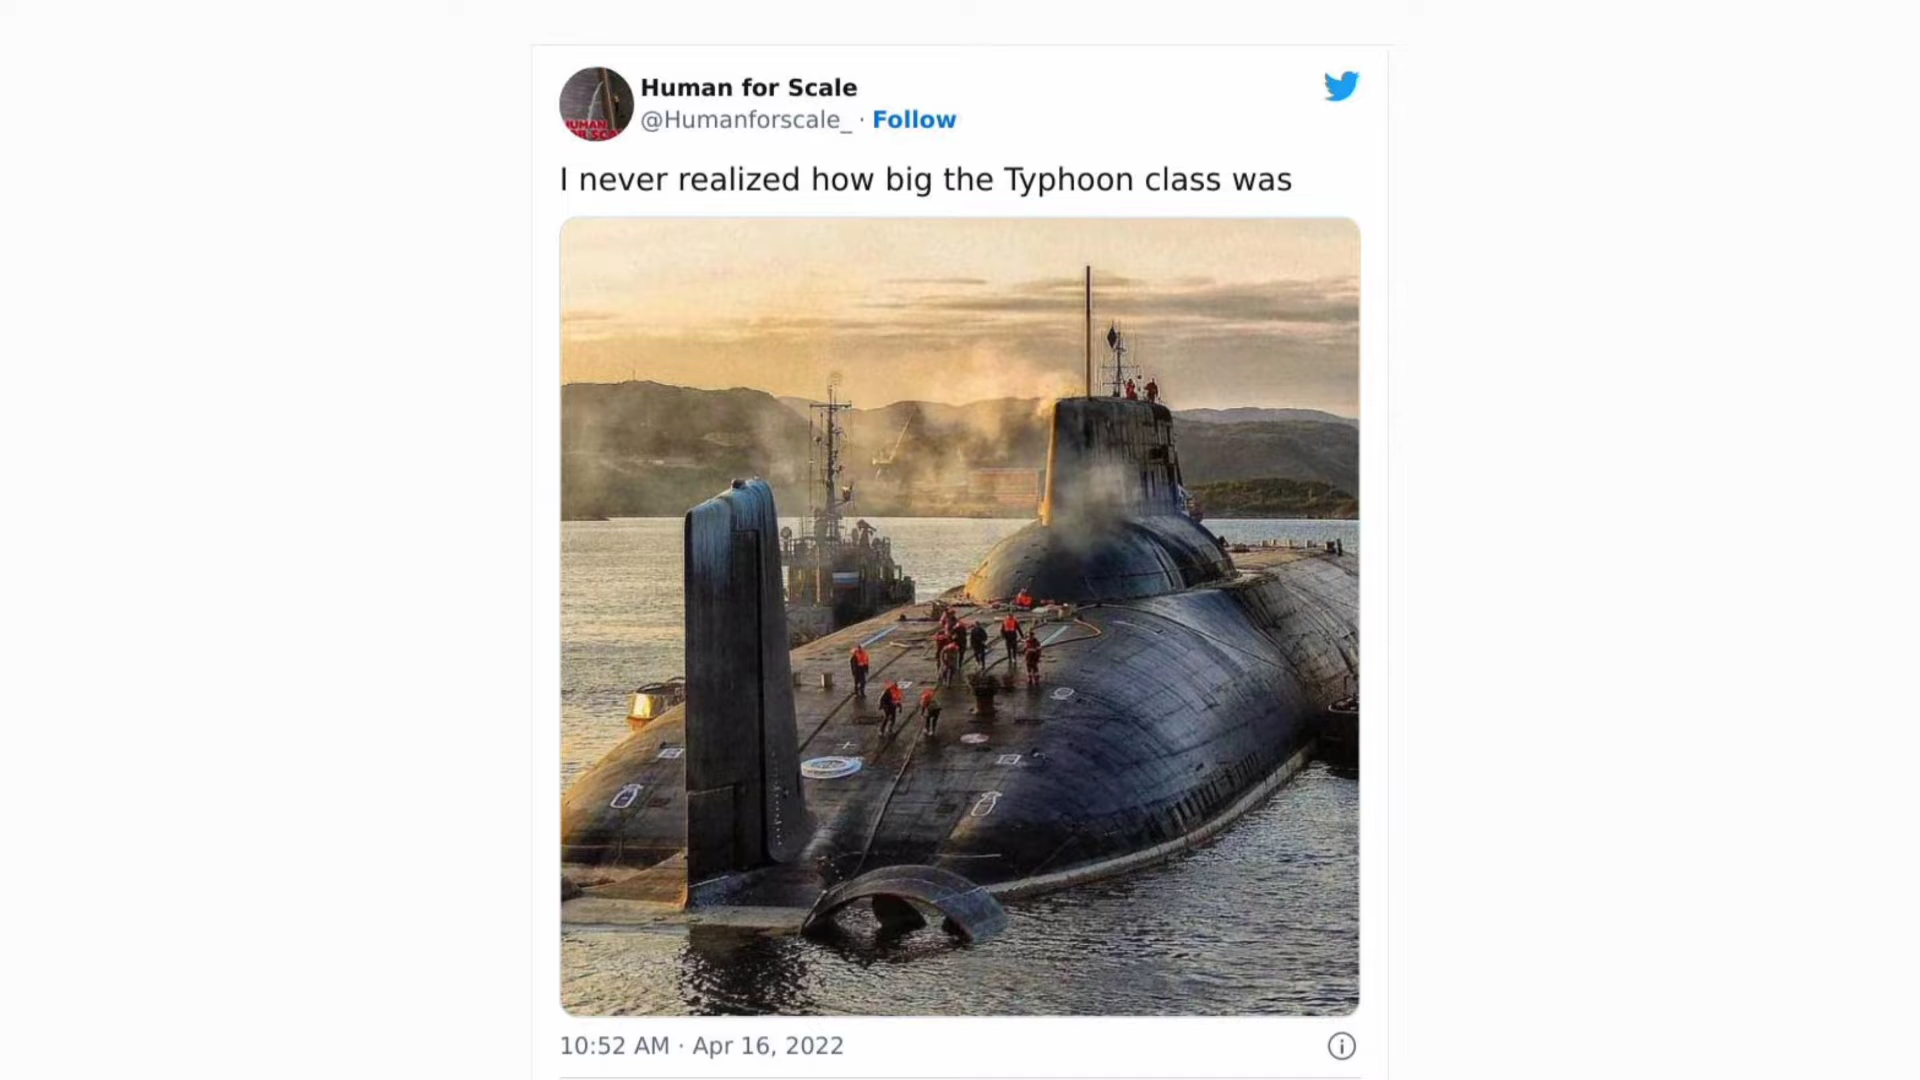 Human for Scale
@Humanforscale_ · Follow
I never realized how big the Typhoon class was
10:52 AM · Apr 16, 2022